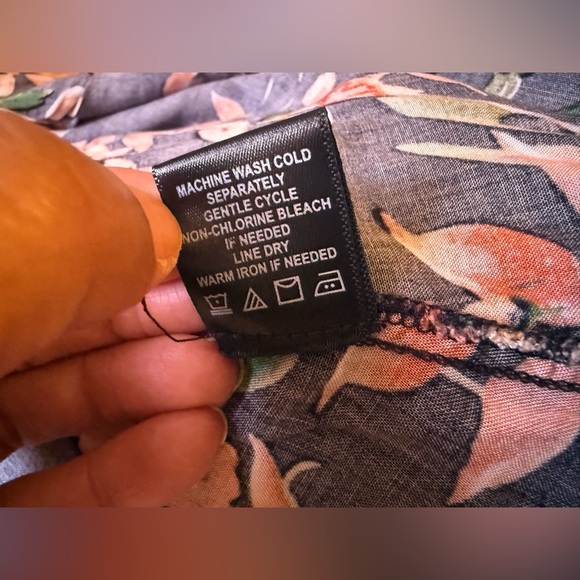 MACHINE WASH COLD
SEPARATELY
GENTLE CYCLE
NON-CHLORINE BLEACH
IF NEEDED
LINE DRY
WARM IRON IF NEEDED